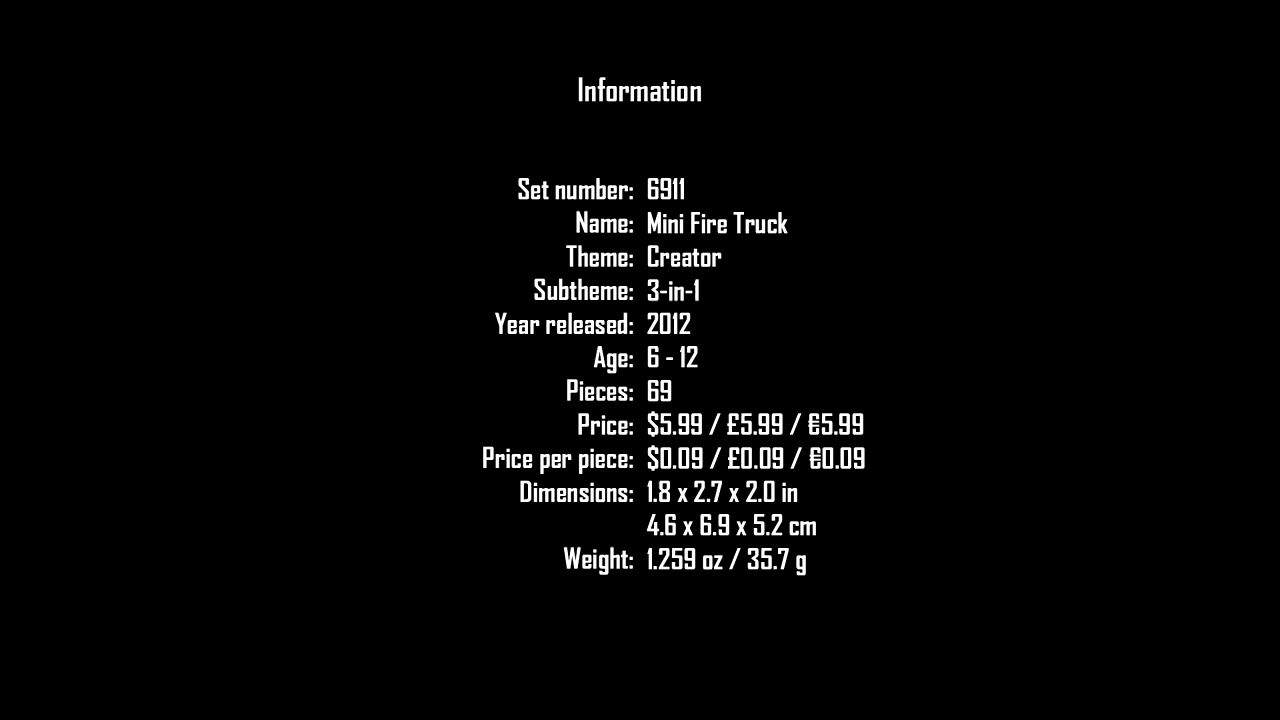 Information
Set number: 6911
Name: Mini Fire Truck
Theme: Creator
Subtheme: 3-in-1
Year released: 2012
Age: 6 - 12
Pieces: 69
Price: $5.99 / £5.99 / €5.99
Price per piece: $0.09 / £0.09 / €0.09
Dimensions: 1.8 x 2.7 x 2.0 in
4.6 x 6.9 x 5.2 cm
Weight: 1.259 oz / 35.7 g